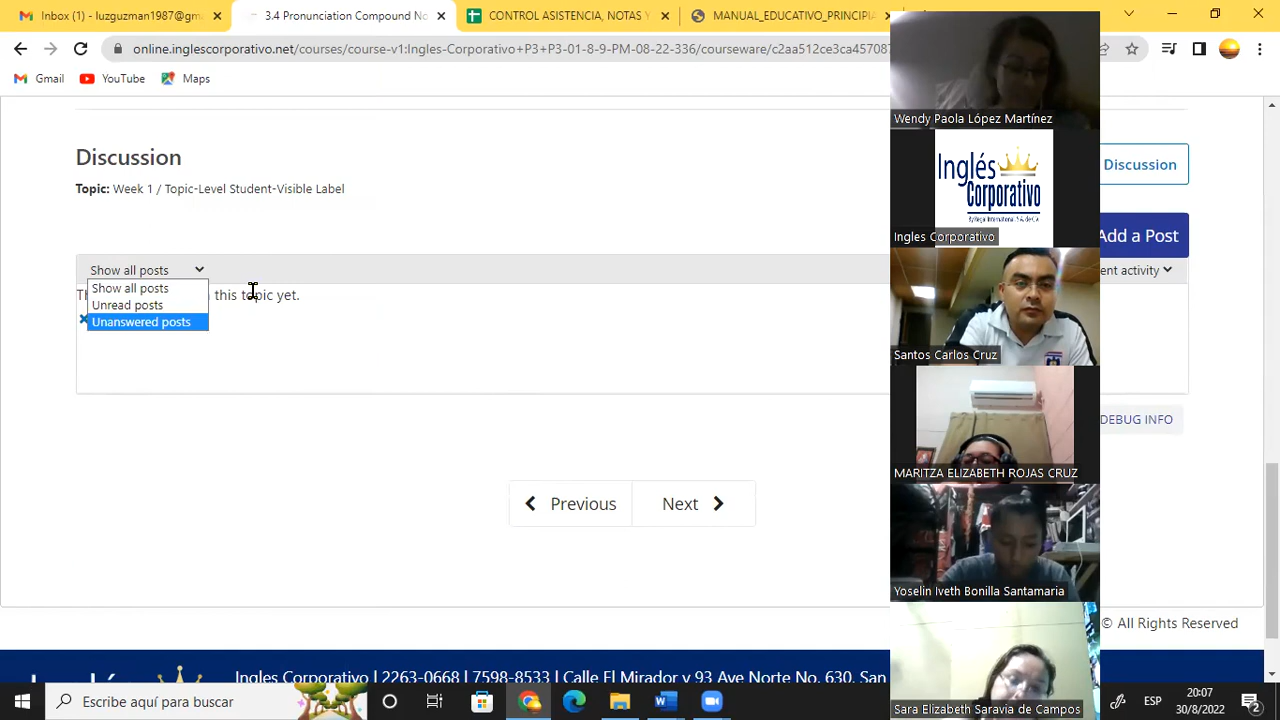 Inbox (1) - luzguzman1987@gm
3.4 Pronunciation Compound No
CONTROL ASISTENCIA, NOTAS Y
MANUAL_EDUCATIVO_PRINCIPIA
online.inglescorporativo.net/courses/course-v1:Ingles-Corporativo+P3+P3-01-8-9-PM-08-22-336/courseware/c2aa512ce3ca45708
Gmail
YouTube
Maps
Discussion
Topic: Week 1 / Topic-Level Student-Visible Label
Discussion
Add a Post
Show all posts
ent activity
Show all posts
Unread posts
Unanswered posts
Th
this topic yet.
DEBUG INFO
Previous
Next
© All Rights Reserved
Ingles Corporativo | 2263-0668 | 7598-8533 | Calle El Mirador y 93 Ave Norte No. 630, San
Wendy Paola López Martínez
Inglés
Corporativo
Ingles Corporativo
Santos Carlos Cruz
MARITZA ELIZABETH ROJAS CRUZ
Yoselin Iveth Bonilla Santamaria
Sara Elizabeth Saravia de Campos
Escribe aquí para buscar
ESP
20:07
30/8/2022
2